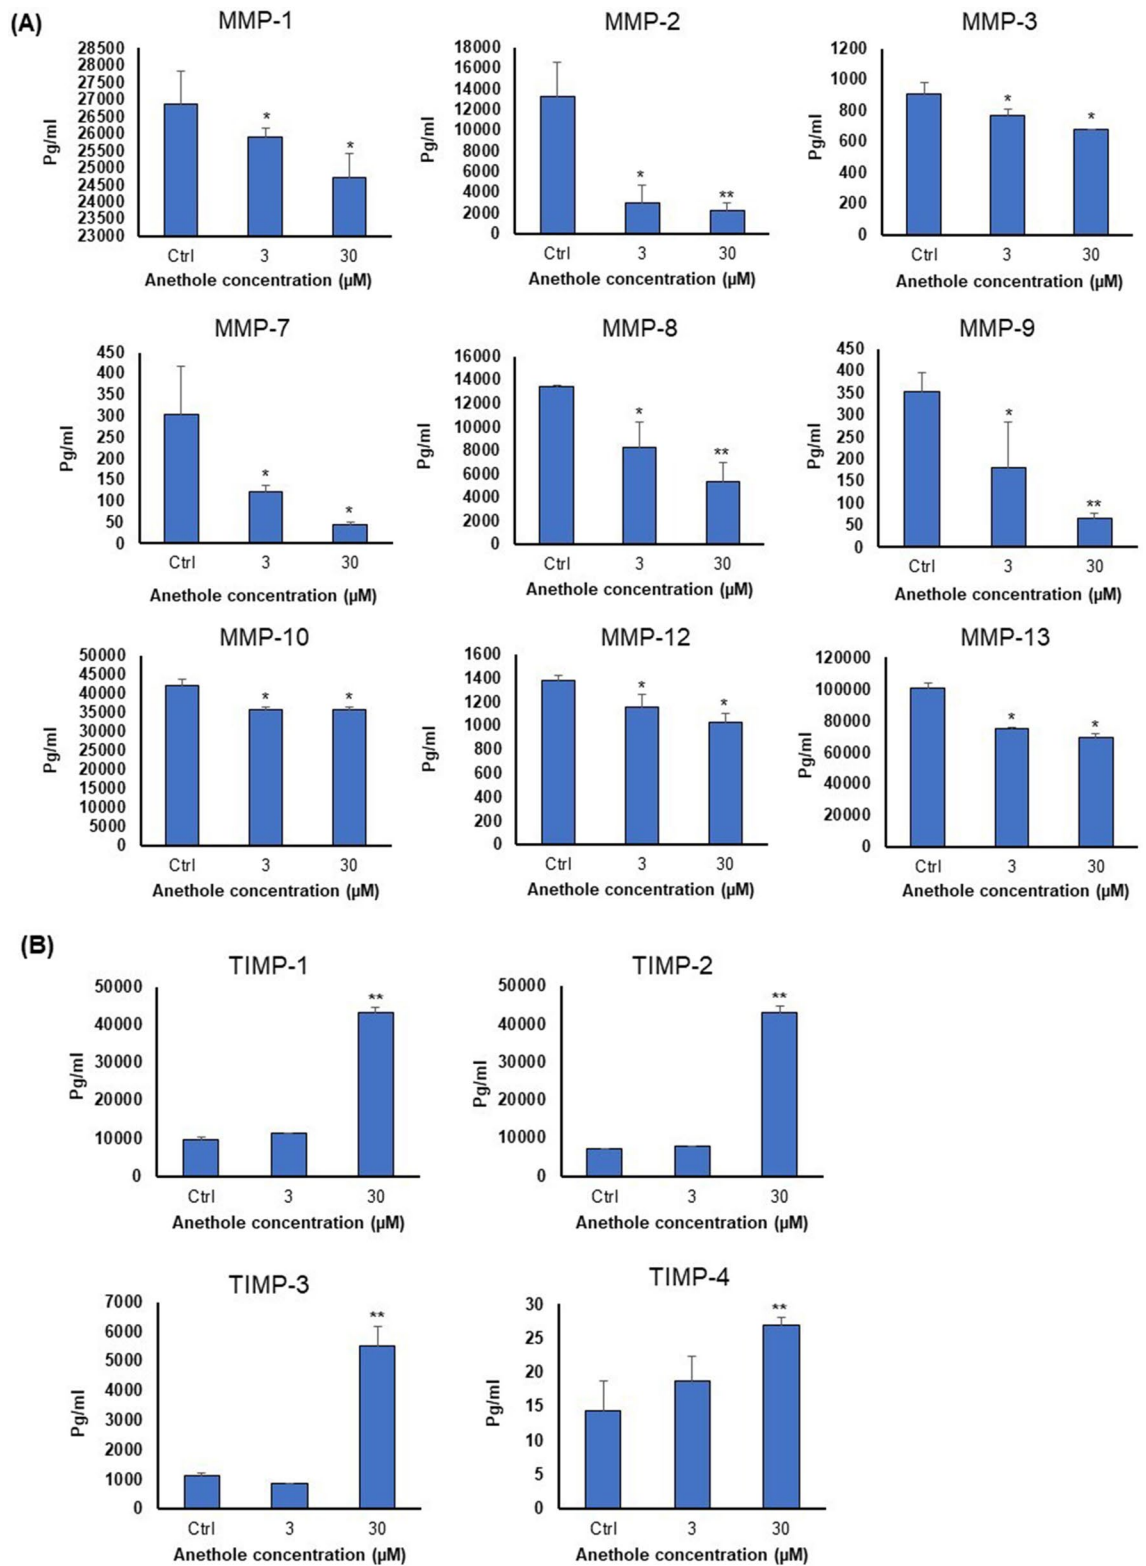 (A)
MMP-1
28500
28000
27500
27000
26500
26000
25500
25000
24500
24000
23500
23000
Pg/ml
*
*
Ctrl 3 30
Anethole concentration (µM)
MMP-2
18000
16000
14000
12000
10000
8000
6000
4000
2000
0
Pg/ml
*
**
Ctrl 3 30
Anethole concentration (µM)
MMP-3
1200
1000
800
600
400
200
0
Pg/ml
*
*
Ctrl 3 30
Anethole concentration (µM)
MMP-7
450
400
350
300
250
200
150
100
50
0
Pg/ml
*
*
Ctrl 3 30
Anethole concentration (µM)
MMP-8
16000
14000
12000
10000
8000
6000
4000
2000
0
Pg/ml
*
**
Ctrl 3 30
Anethole concentration (µM)
MMP-9
450
400
350
300
250
200
150
100
50
0
Pg/ml
*
**
Ctrl 3 30
Anethole concentration (µM)
MMP-10
50000
45000
40000
35000
30000
25000
20000
15000
10000
5000
0
Pg/ml
*
*
Ctrl 3 30
Anethole concentration (µM)
MMP-12
1600
1400
1200
1000
800
600
400
200
0
Pg/ml
*
*
Ctrl 3 30
Anethole concentration (µM)
MMP-13
120000
100000
80000
60000
40000
20000
0
Pg/ml
*
*
Ctrl 3 30
Anethole concentration (µM)
(B)
TIMP-1
50000
40000
30000
20000
10000
0
Pg/ml
**
Ctrl 3 30
Anethole concentration (µM)
TIMP-2
50000
40000
30000
20000
10000
0
Pg/ml
**
Ctrl 3 30
Anethole concentration (µM)
TIMP-3
7000
6000
5000
4000
3000
2000
1000
0
Pg/ml
**
Ctrl 3 30
Anethole concentration (µM)
TIMP-4
30
25
20
15
10
5
0
Pg/ml
**
Ctrl 3 30
Anethole concentration (µM)